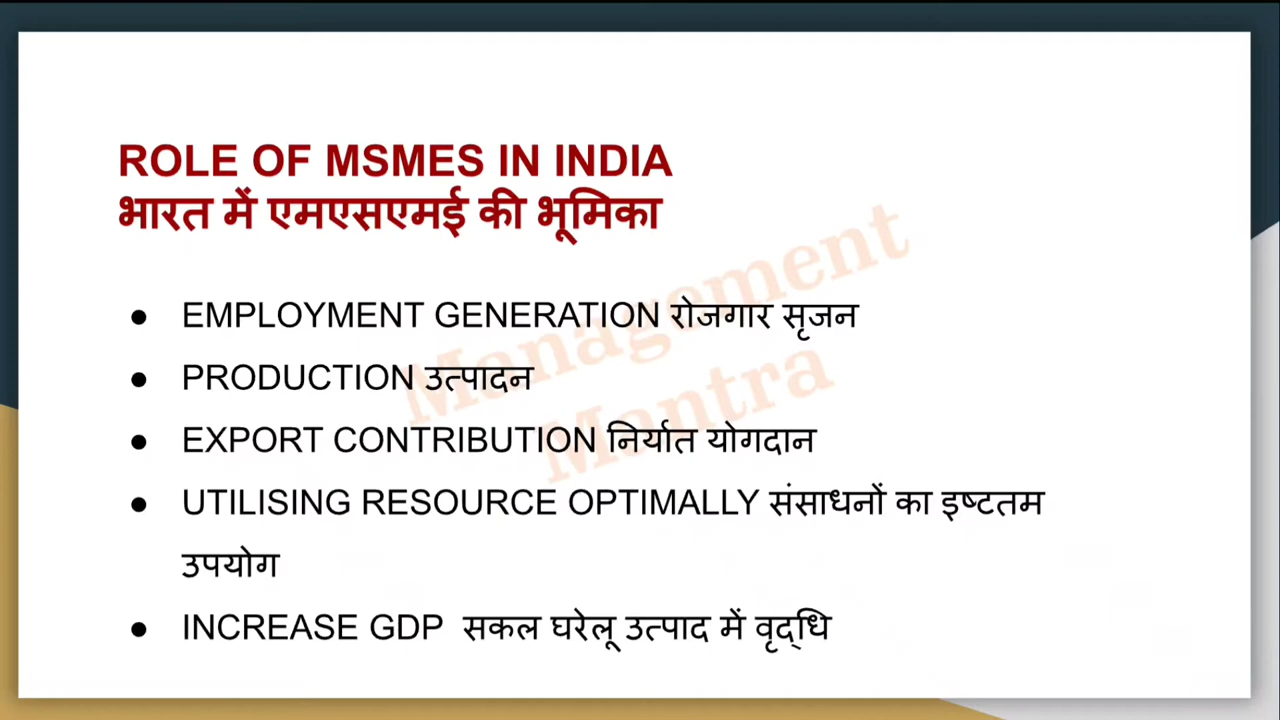 ROLE OF MSMES IN INDIA
भारत में एमएसएमई की भूमिका
● EMPLOYMENT GENERATION रोजगार सृजन
● PRODUCTION उत्पादन
● EXPORT CONTRIBUTION निर्यात योगदान
● UTILISING RESOURCE OPTIMALLY संसाधनों का इष्टतम
उपयोग
● INCREASE GDP सकल घरेलू उत्पाद में वृद्धि
Management
Mantra